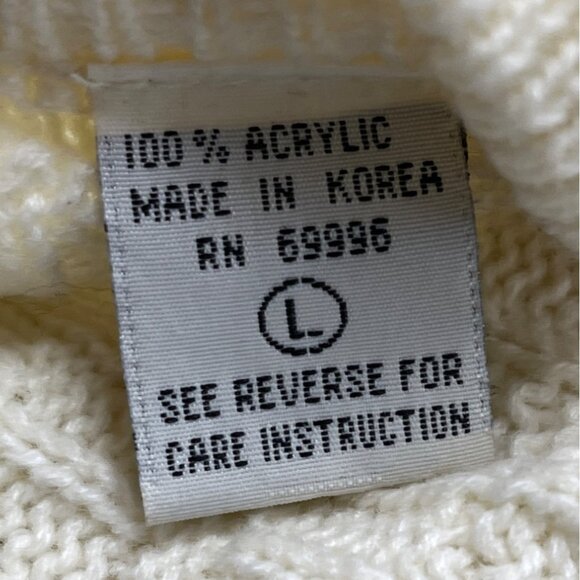 100% ACRYLIC
MADE IN KOREA
RN 69996
L
SEE REVERSE FOR
CARE INSTRUCTION